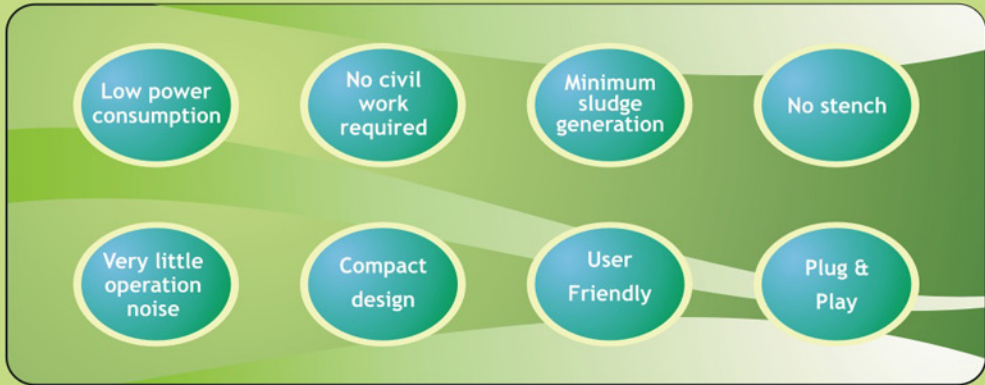 Low power
consumption
No civil
work
required
Minimum
sludge
generation
No stench
Very little
operation
noise
Compact
design
User
Friendly
Plug &
Play